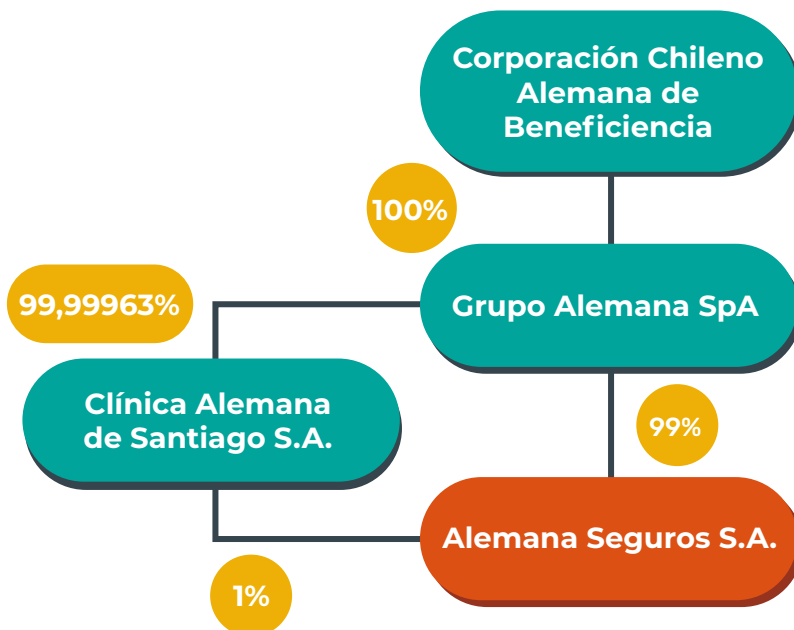 Corporación Chileno
Alemana de
Beneficiencia
100%
99,99963%
Grupo Alemana SpA
Clínica Alemana
de Santiago S.A.
99%
Alemana Seguros S.A.
1%